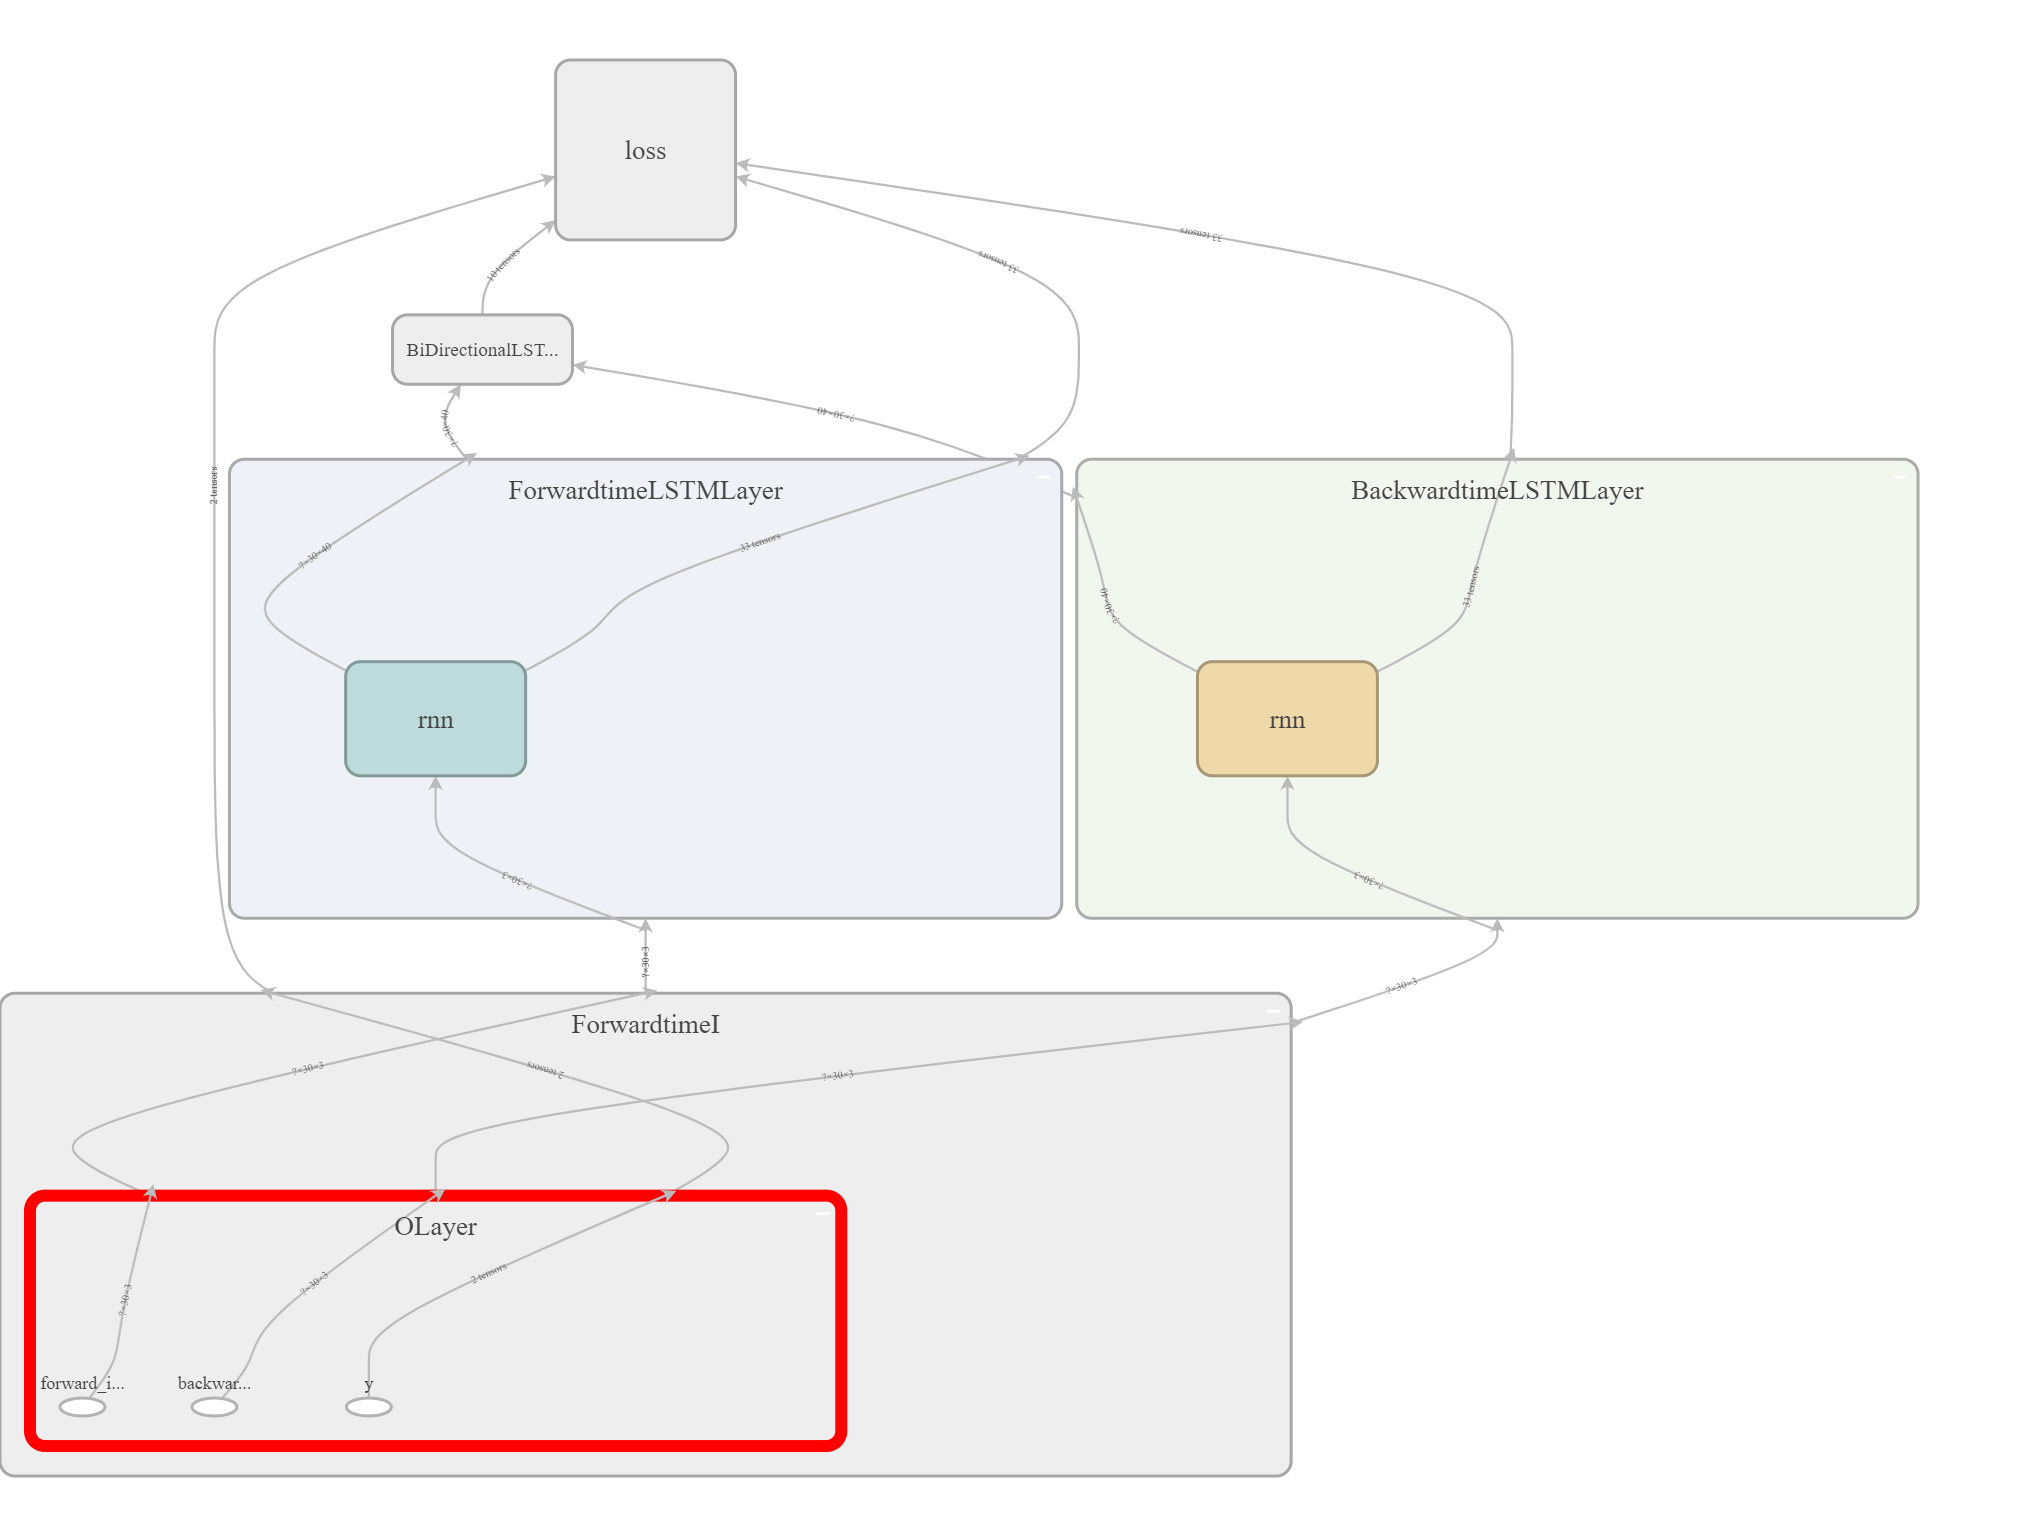 loss
33 tensors
33 tensors
2 tensors
10 tensors
BiDirectionalLST...
?×30×40
?×30×40
ForwardtimeLSTMLayer
BackwardtimeLSTMLayer
?×30×40
33 tensors
?×30×40
33 tensors
rnn
rnn
?×30×3
?×30×3
?×30×3
?×30×3
ForwardtimeI
?×30×3
2 tensors
?×30×3
OLayer
?×30×3
?×30×3
2 tensors
forward_i...
backwar...
y